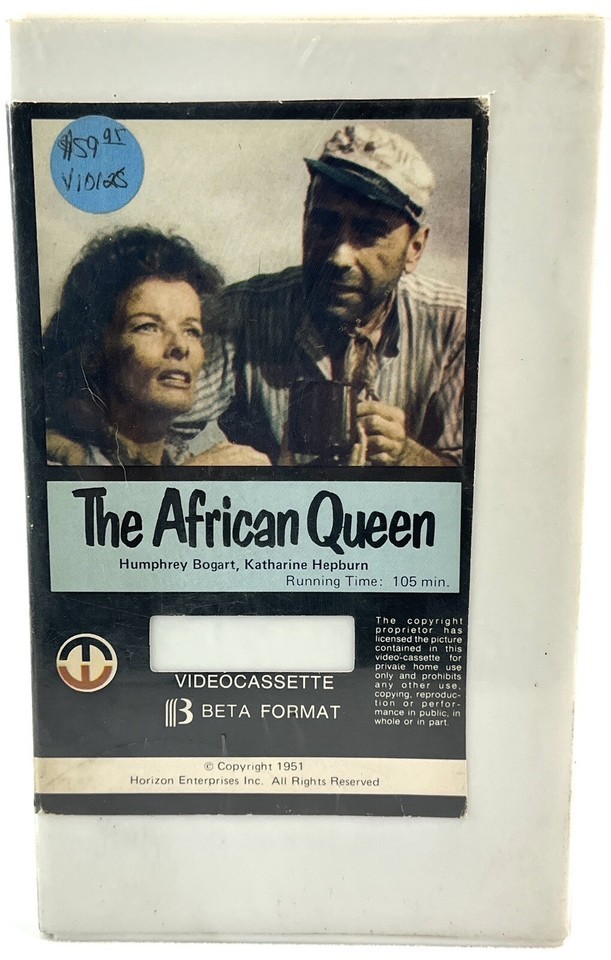 $59.95
VIDIES
The African Queen
Humphrey Bogart, Katharine Hepburn
Running Time: 105 min.
The copyright
proprietor has
licensed the picture
contained in this
video-cassette for
private home use
only and prohibits
any other use,
copying, reproduc-
tion or perfor-
mance in public, in
whole or in part.
VIDEOCASSETTE
B BETA FORMAT
© Copyright 1951
Horizon Enterprises Inc. All Rights Reserved